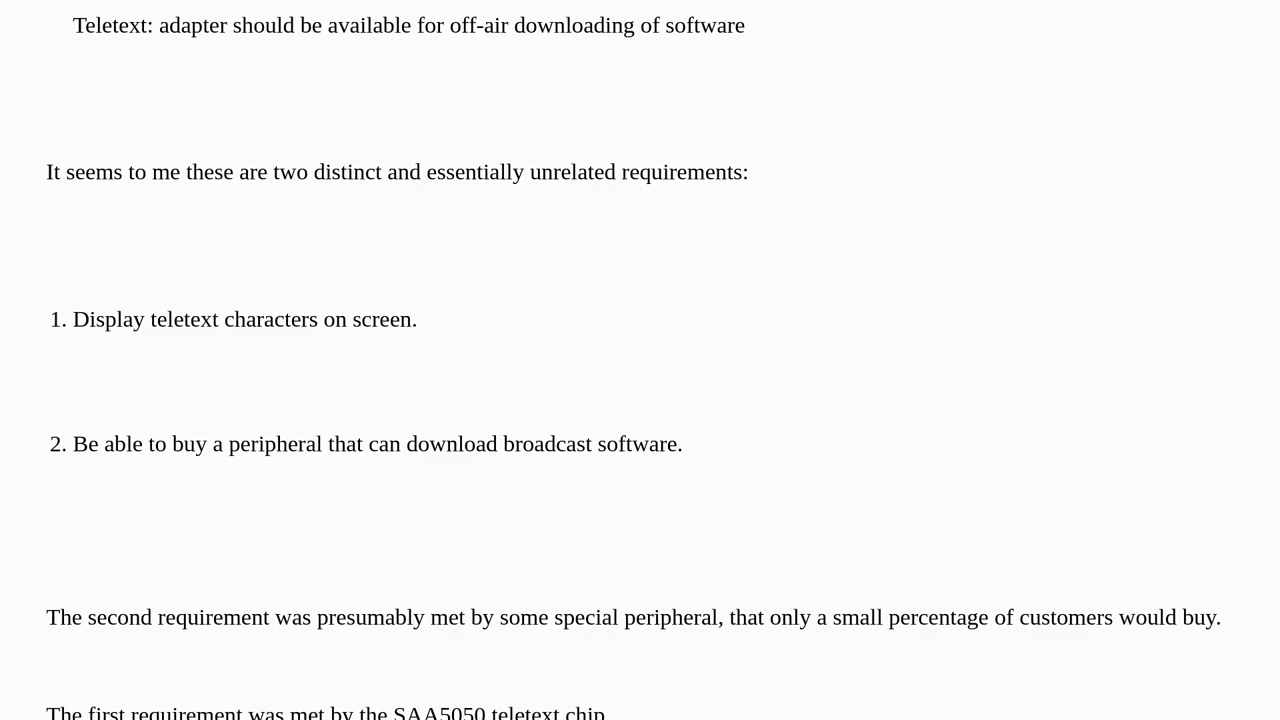 Teletext: adapter should be available for off-air downloading of software
It seems to me these are two distinct and essentially unrelated requirements:
1. Display teletext characters on screen.
2. Be able to buy a peripheral that can download broadcast software.
The second requirement was presumably met by some special peripheral, that only a small percentage of customers would buy.
The first requirement was met by the SAA5050 teletext chip.